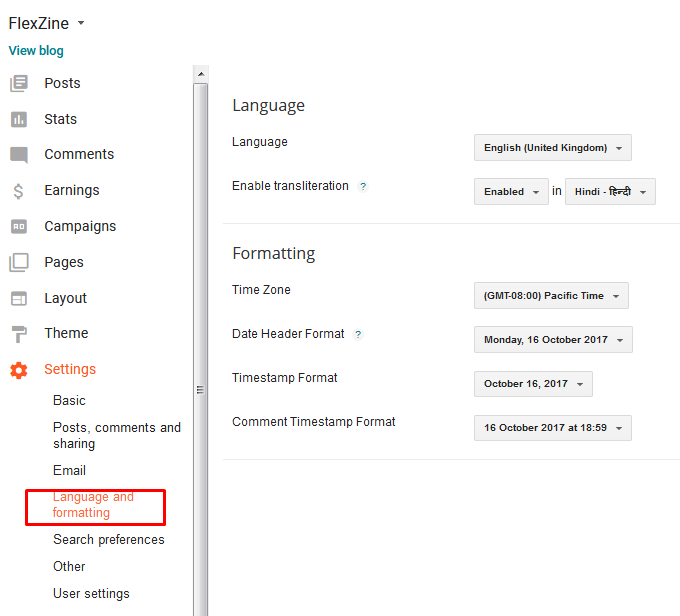 FlexZine
View blog
Posts
Stats
Comments
Earnings
Campaigns
Pages
Layout
Theme
Settings
Basic
Posts, comments and
sharing
Email
Language and
formatting
Search preferences
Other
User settings
Language
Language
English (United Kingdom)
Enable transliteration ?
Enabled in Hindi - हिन्दी
Formatting
Time Zone
(GMT-08:00) Pacific Time
Date Header Format ?
Monday, 16 October 2017
Timestamp Format
October 16, 2017
Comment Timestamp Format
16 October 2017 at 18:59